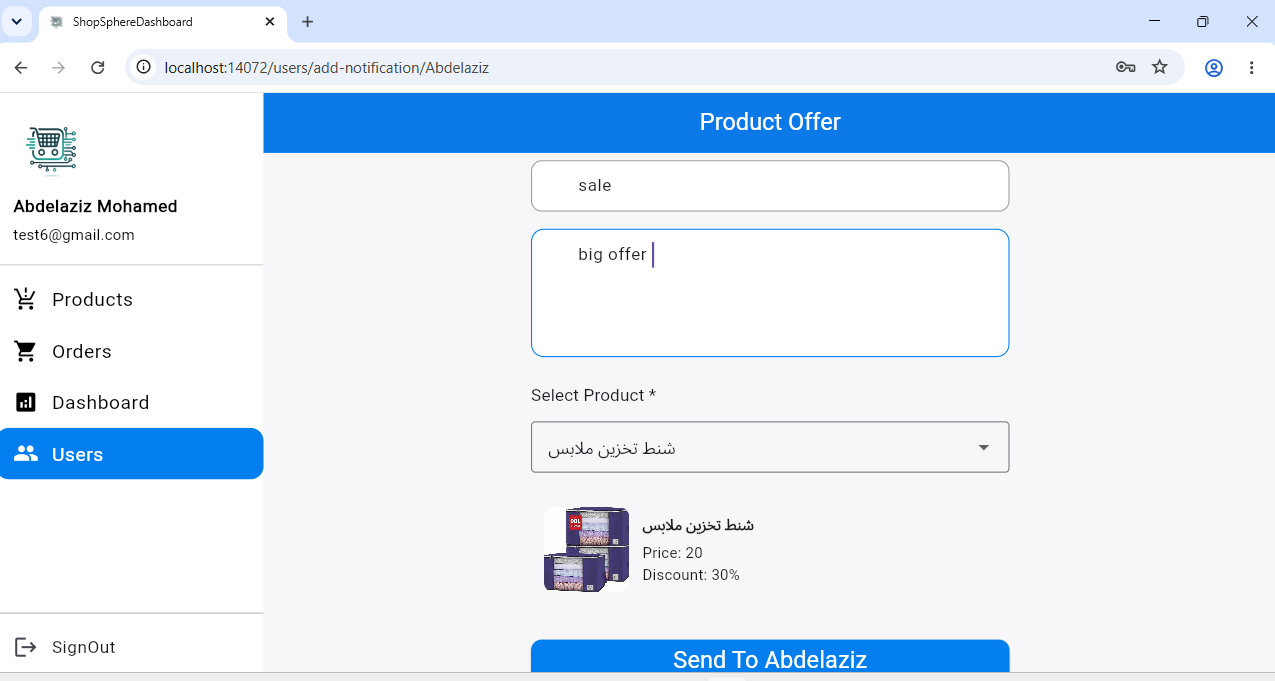 ShopSphereDashboard
localhost:14072/users/add-notification/Abdelaziz
Product Offer
Abdelaziz Mohamed
test6@gmail.com
Products
Orders
Dashboard
Users
SignOut
sale
big offer
Select Product *
شنط تخزين ملابس
شنط تخزين ملابس
Price: 20
Discount: 30%
Send To Abdelaziz